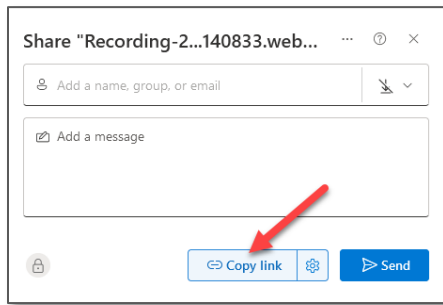 Share "Recording-2...140833.web...
Add a name, group, or email
Add a message
Copy link
Send